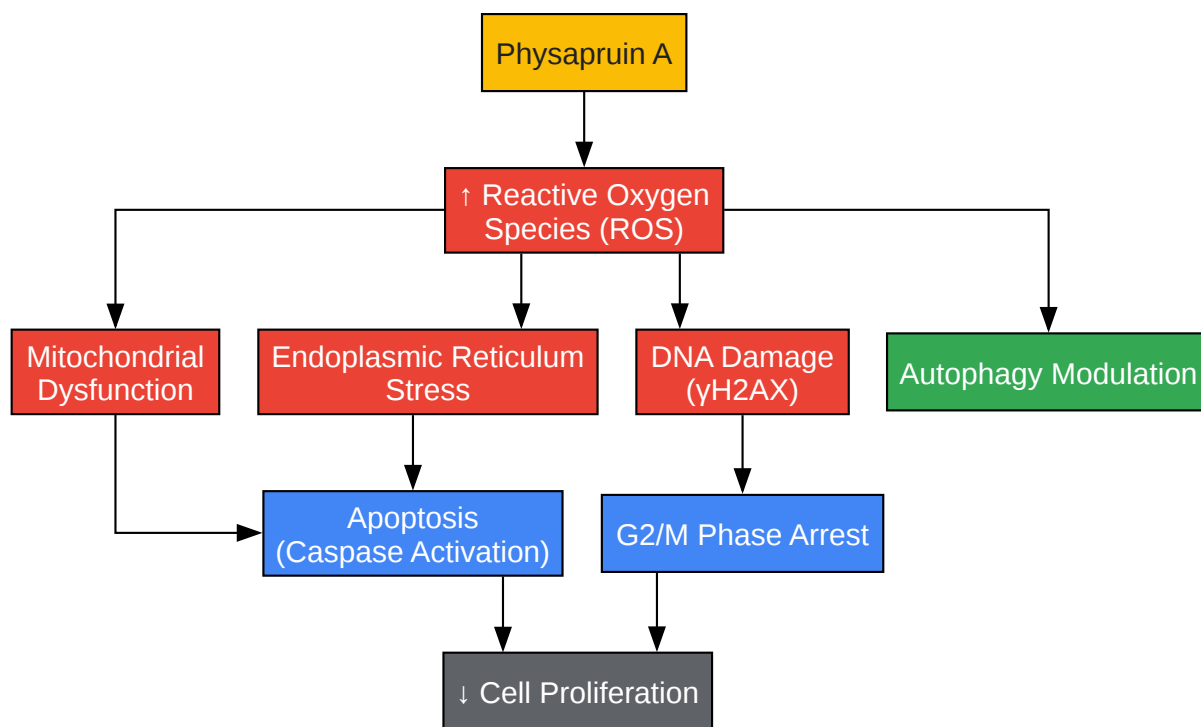 Physapruin A
↑ Reactive Oxygen
Species (ROS)
Mitochondrial
Dysfunction
Endoplasmic Reticulum
Stress
DNA Damage
(γH2AX)
Autophagy Modulation
Apoptosis
(Caspase Activation)
G2/M Phase Arrest
↓ Cell Proliferation